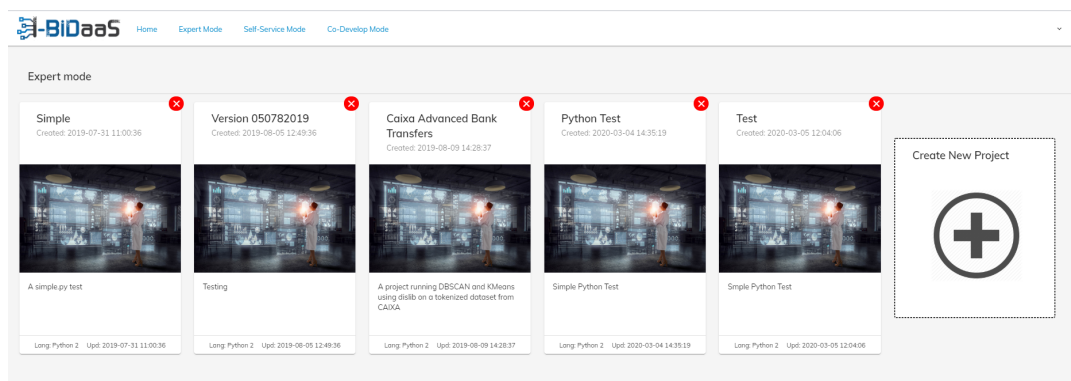 I-BiDaaS
Home Expert Mode Self-Service Mode Co-Develop Mode
Expert mode
Simple
Created: 2019-07-31 11:00:36
A simple.py test
Lang: Python 2 Upd: 2019-07-31 11:00:36
Version 050782019
Created: 2019-08-05 12:49:36
Testing
Lang: Python 2 Upd: 2019-08-05 12:49:36
Caixa Advanced Bank
Transfers
Created: 2019-08-09 14:28:37
A project running DBSCAN and KMeans
using dislib on a tokenized dataset from
CAIXA
Lang: Python 2 Upd: 2019-08-09 14:28:37
Python Test
Created: 2020-03-04 14:35:19
Simple Python Test
Lang: Python 2 Upd: 2020-03-04 14:35:19
Test
Created: 2020-03-05 12:04:06
Smple Python Test
Lang: Python 2 Upd: 2020-03-05 12:04:06
Create New Project